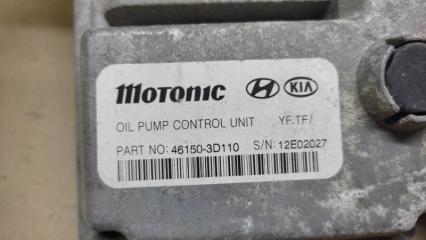 MOTONIC KIA
OIL PUMP CONTROL UNIT YF.TF/
PART NO: 46150-3D110 S/N: 12E02027